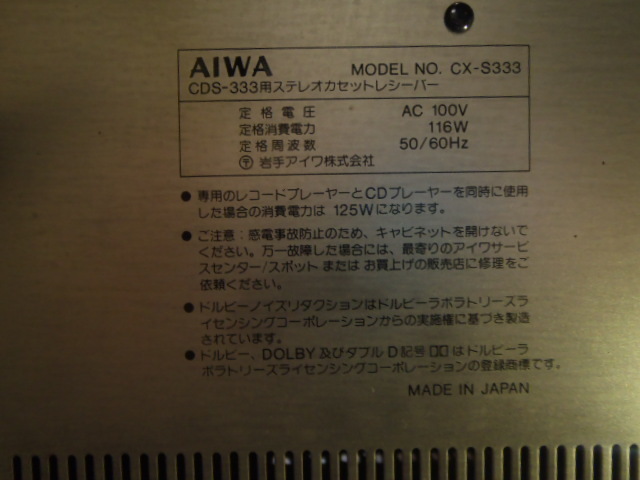 AIWA MODEL NO. CX-S333
CDS-333用ステレオカセットレシーバー
定格電圧 AC 100V
定格消費電力 116W
定格周波数 50/60Hz
〒 岩手アイワ株式会社
● 専用のレコードプレーヤーとCDプレーヤーを同時に使用
した場合の消費電力は 125Wになります。
● ご注意：感電事故防止のため、キャビネットを開けないで
ください。万一故障した場合には、最寄りのアイワサービ
スセンター/スポット または お買上げの販売店に修理をご
依頼ください。
● ドルビーノイズリダクションはドルビーラボラトリーズラ
イセンシングコーポレーションからの実施権に基づき製造
されています。
● ドルビー、DOLBY 及びダブル D記号 はドルビーラ
ボラトリーズライセンシングコーポレーションの登録商標です。
MADE IN JAPAN